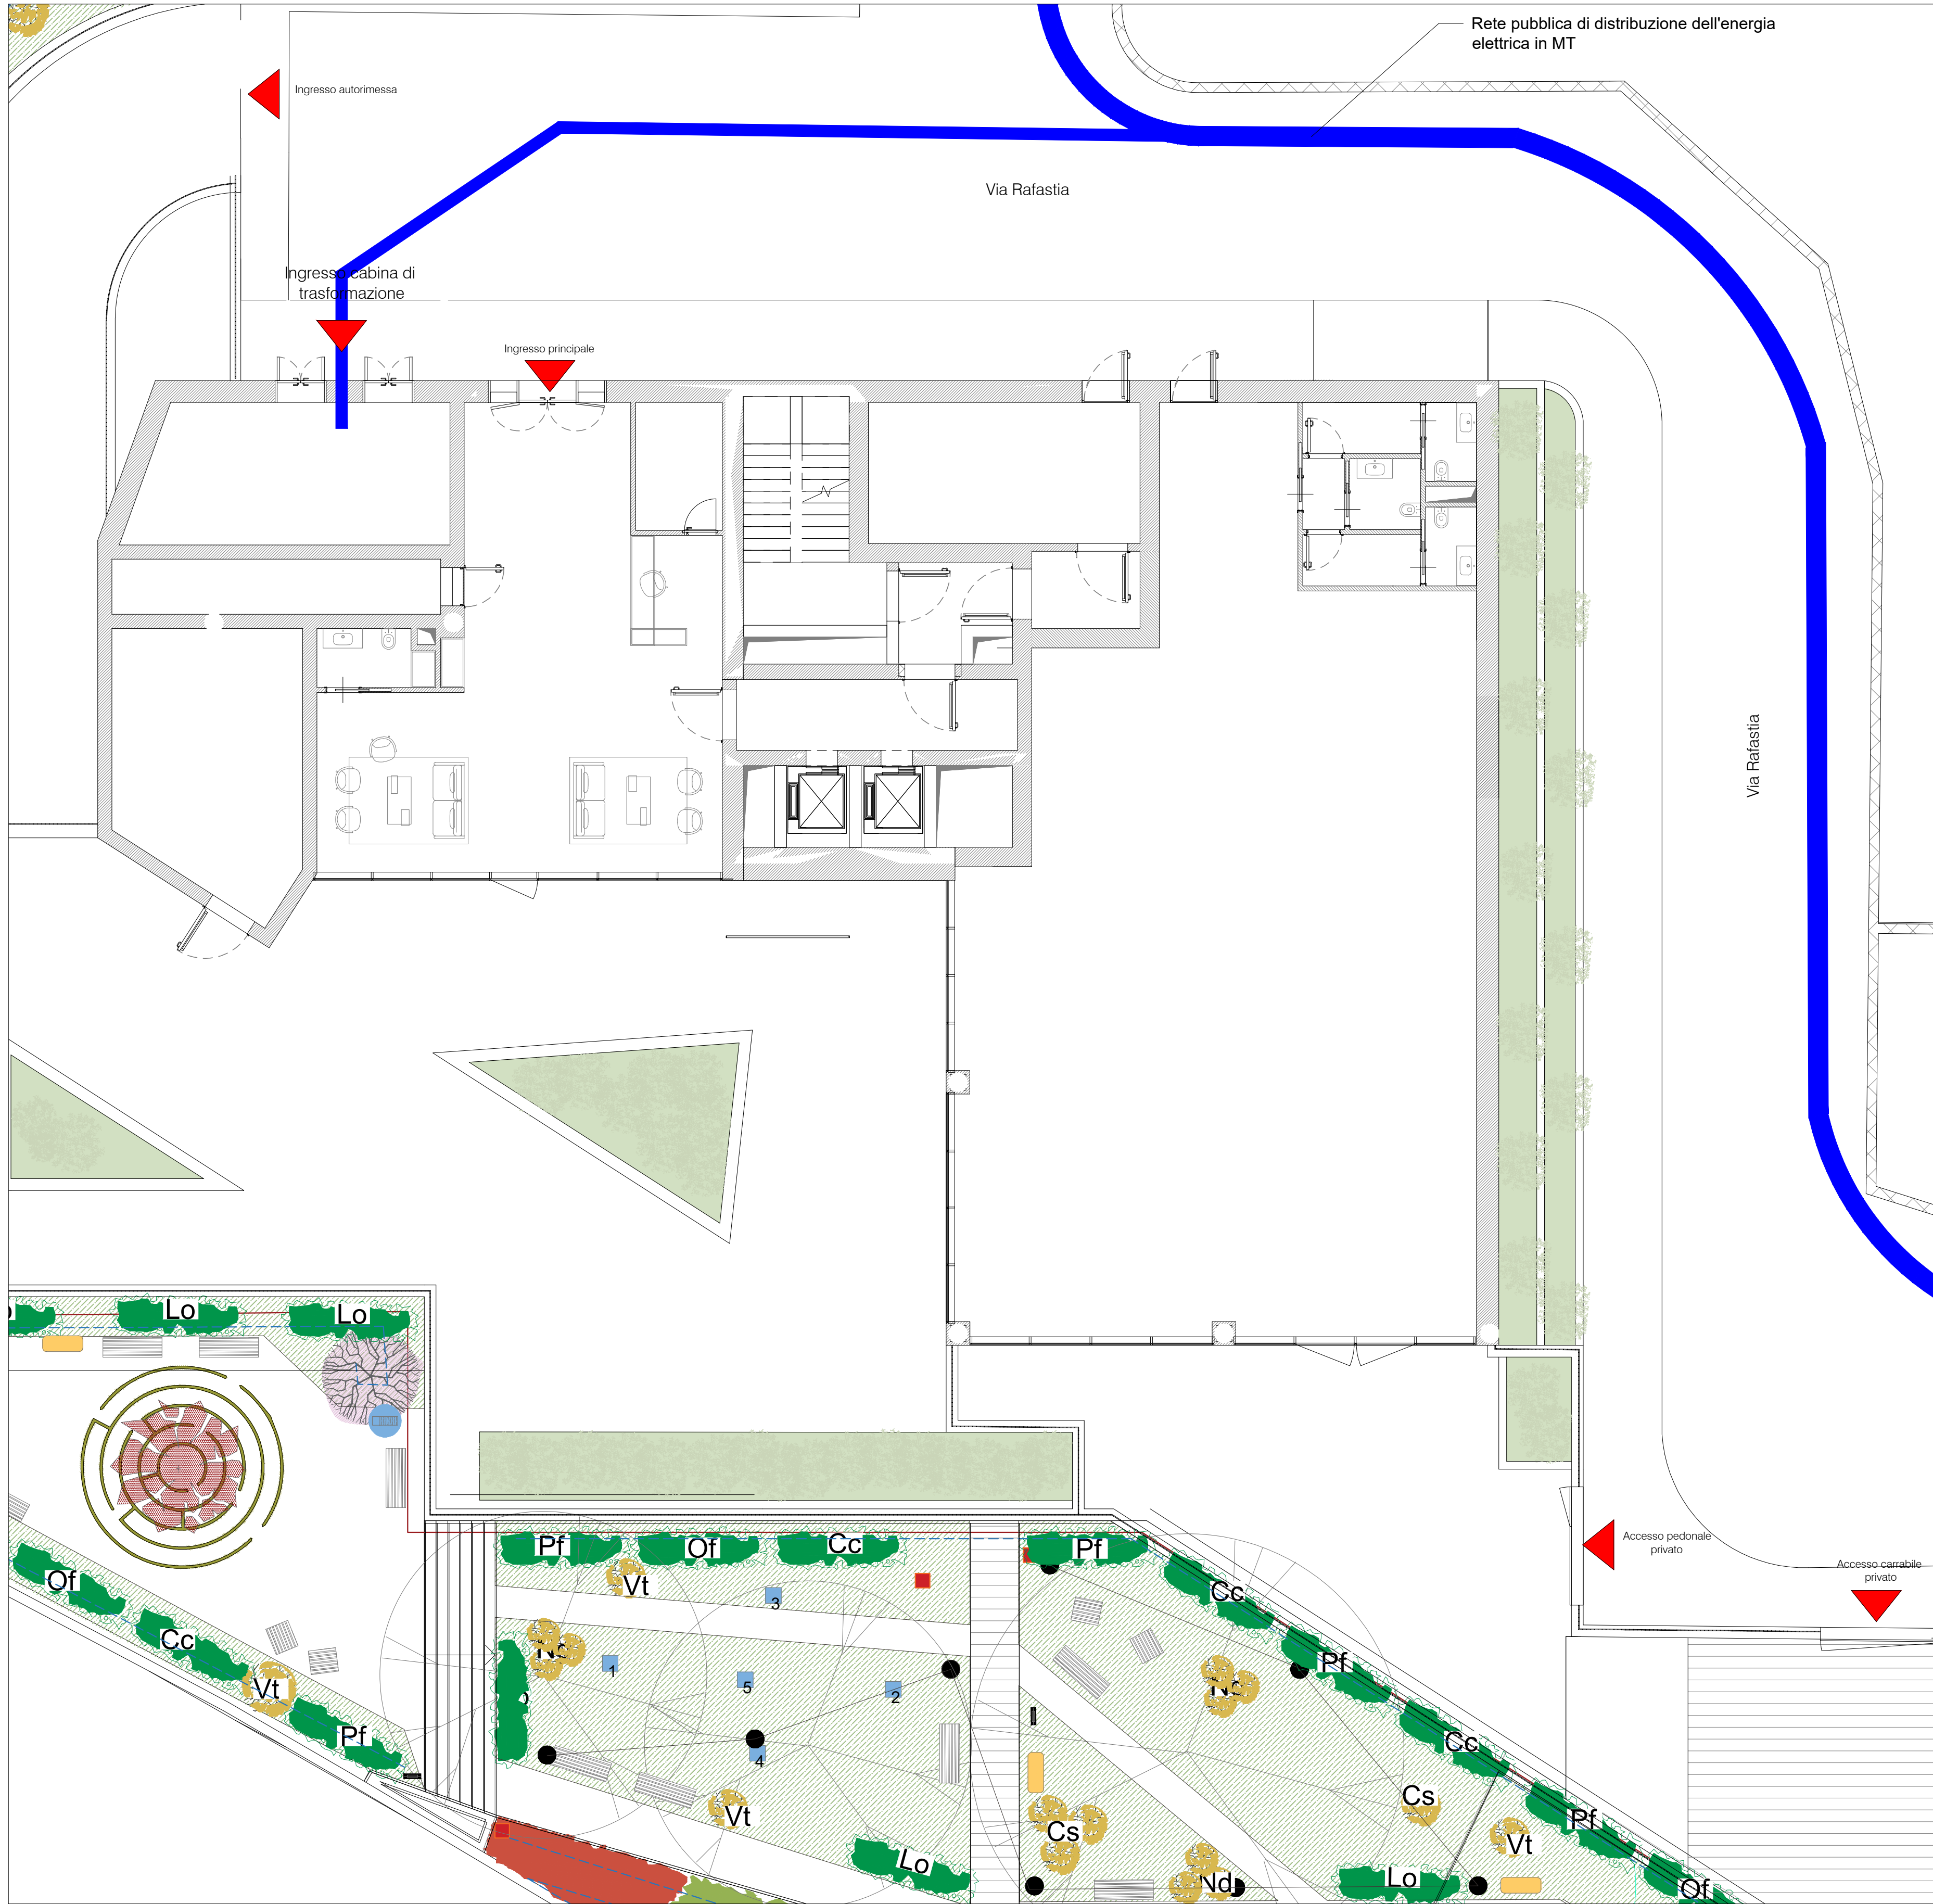 Rete pubblica di distribuzione dell'energia
elettrica in MT
Ingresso autorimessa
Via Rafastia
Ingresso cabina di
trasformazione
Ingresso principale
Via Rafastia
Lo
Lo
Pf
Of
Cc
Pf
Accesso pedonale
privato
Accesso carrabile
privato
Of
Vt
Cc
3
Cc
1
Pf
5
2
Vt
Pf
Cc
4
Cs
Vt
Cs
Pf
Vt
Lo
Lo
Nd
Of